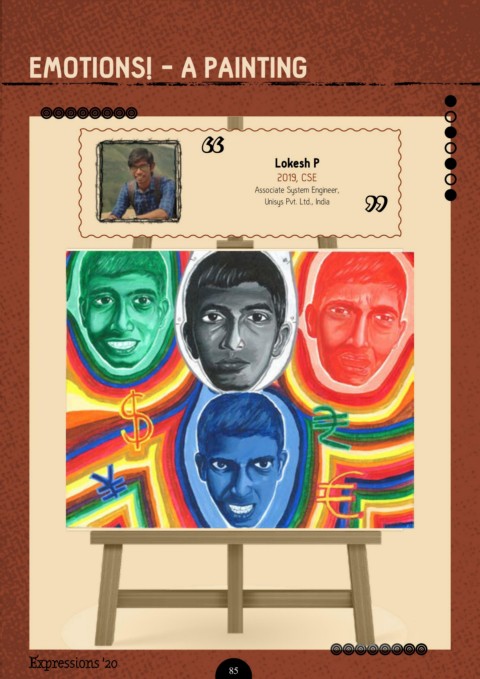 EMOTIONS! - A PAINTING
Lokesh P
2019, CSE
Associate System Engineer,
Unisys Pvt. Ltd., India
$
₹
¥
€
Expressions '20
85